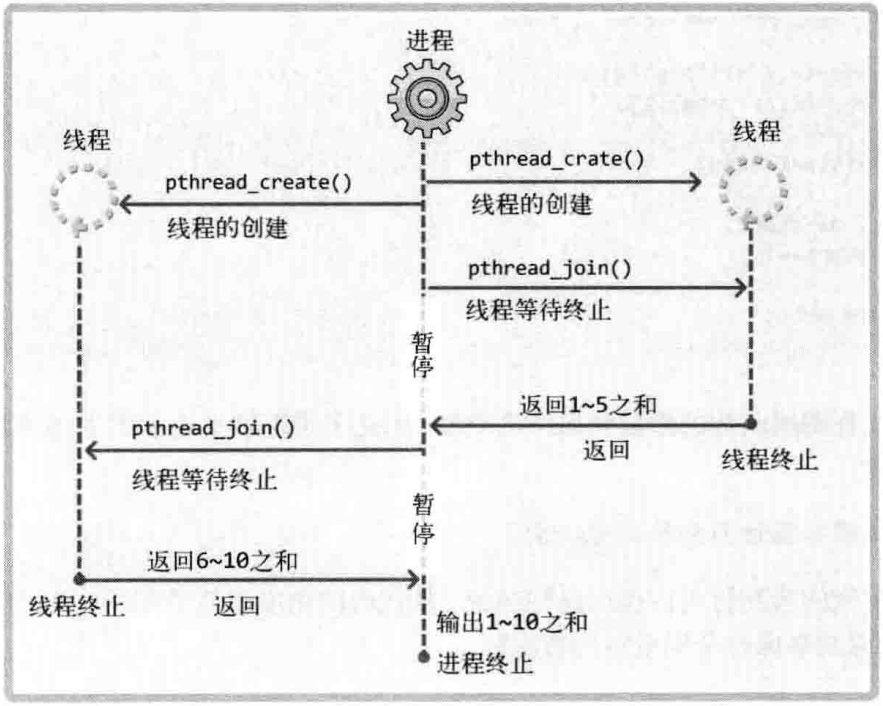 进程
线程
线程
pthread_crate()
pthread_create()
线程的创建
线程的创建
pthread_join()
线程等待终止
暂停
返回1~5之和
返回
线程终止
pthread_join()
线程等待终止
暂停
返回6~10之和
返回
线程终止
输出1~10之和
进程终止